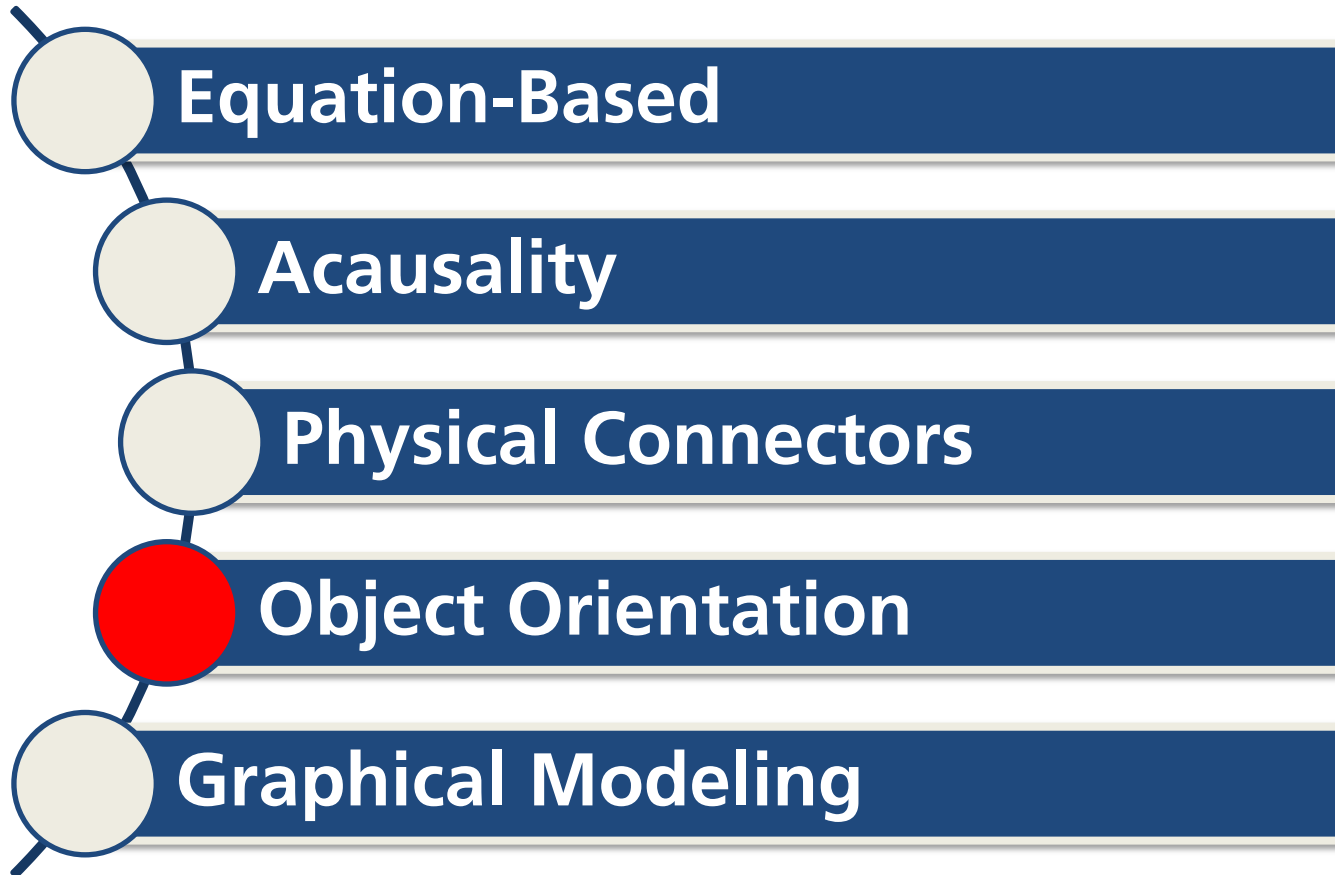 Equation-Based
Acausality
Physical Connectors
Object Orientation
Graphical Modeling